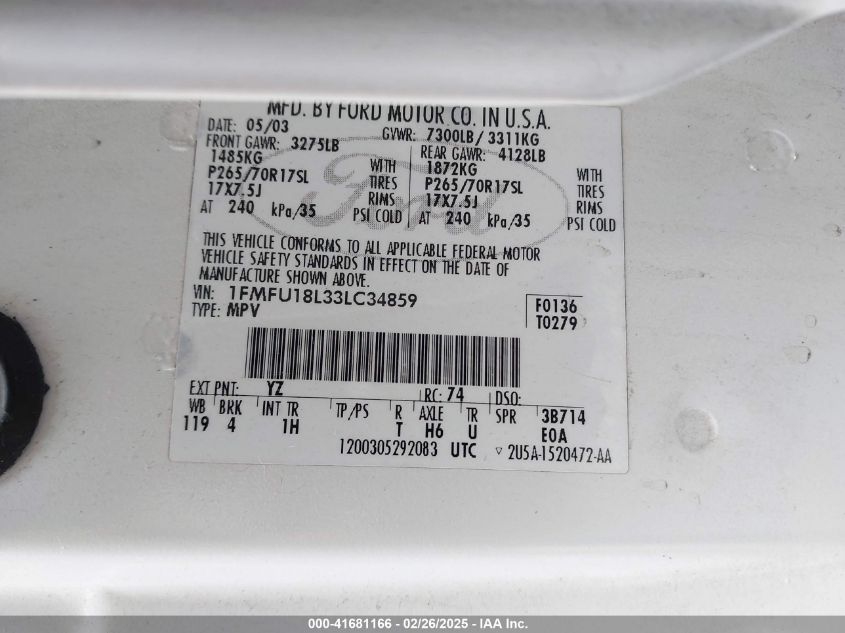 MFD. BY FORD MOTOR CO. IN U.S.A.
DATE: 05/03 GVWR: 7300LB/ 3311KG
FRONT GAWR: 3275LB REAR GAWR: 4128LB
1485KG WITH 1872KG WITH
P265/70R17SL TIRES P265/70R17SL TIRES
17X7.5J RIMS 17X7.5J RIMS
AT 240 kPa/35 PSI COLD AT 240 kPa/35 PSI COLD
Ford
THIS VEHICLE CONFORMS TO ALL APPLICABLE FEDERAL MOTOR
VEHICLE SAFETY STANDARDS IN EFFECT ON THE DATE OF
MANUFACTURE SHOWN ABOVE.
VIN: 1FMFU18L33LC34859 F0136
TYPE: MPV T0279
EXT PNT: YZ RC: 74 DSO:
WB BRK INT TR TP/PS R AXLE TR SPR 3B714
119 4 1H T H6 U E0A
1200305292083 UTC ▿ 2U5A-1520472-AA
000-41681166 - 02/26/2025 - IAA Inc.